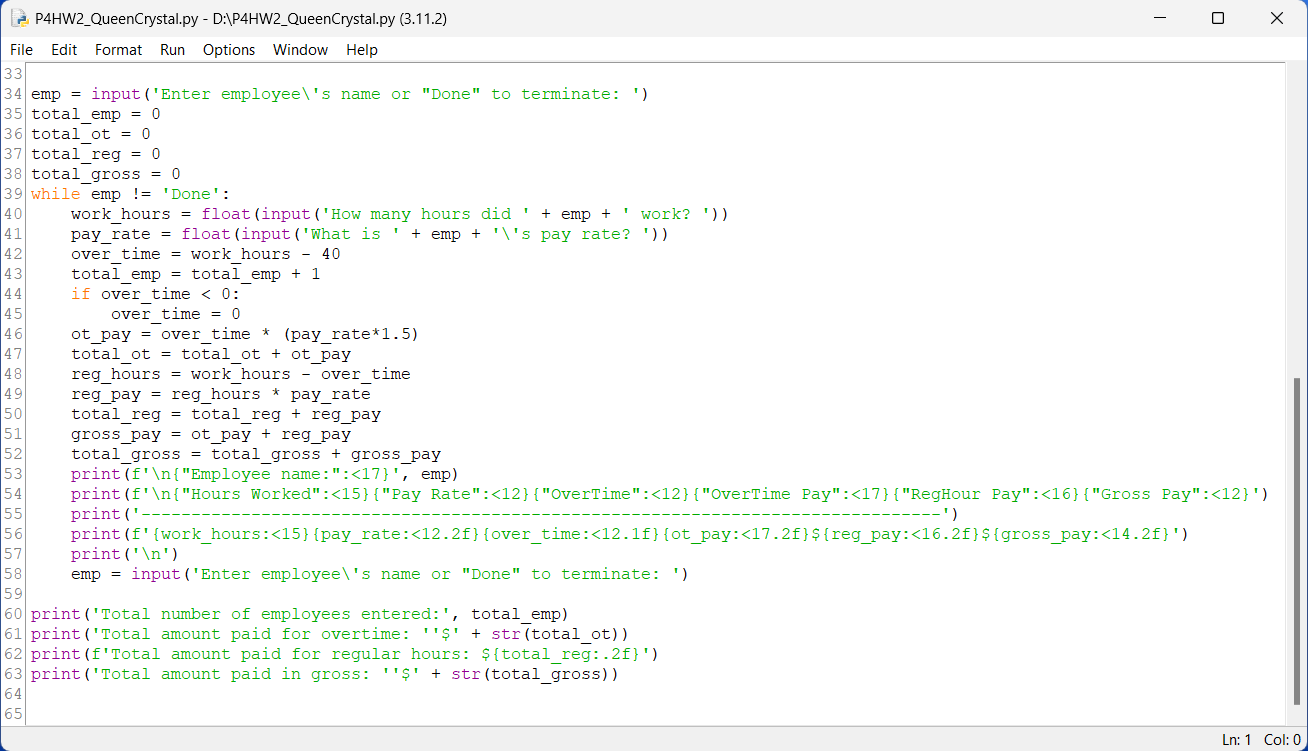 P4HW2_QueenCrystal.py - D:\P4HW2_QueenCrystal.py (3.11.2)
File Edit Format Run Options Window Help
33
34 emp = input('Enter employee\'s name or "Done" to terminate: ')
35 total_emp = 0
36 total_ot = 0
37 total_reg = 0
38 total_gross = 0
39 while emp != 'Done':
40     work_hours = float(input('How many hours did ' + emp + ' work? '))
41     pay_rate = float(input('What is ' + emp + '\'s pay rate? '))
42     over_time = work_hours - 40
43     total_emp = total_emp + 1
44     if over_time < 0:
45         over_time = 0
46     ot_pay = over_time * (pay_rate*1.5)
47     total_ot = total_ot + ot_pay
48     reg_hours = work_hours - over_time
49     reg_pay = reg_hours * pay_rate
50     total_reg = total_reg + reg_pay
51     gross_pay = ot_pay + reg_pay
52     total_gross = total_gross + gross_pay
53     print(f'\n{"Employee name:":<17}', emp)
54     print(f'\n{"Hours Worked":<15}{"Pay Rate":<12}{"OverTime":<12}{"OverTime Pay":<17}{"RegHour Pay":<16}{"Gross Pay":<12}')
55     print('--------------------------------------------------------------------------------')
56     print(f'{work_hours:<15}{pay_rate:<12.2f}{over_time:<12.1f}{ot_pay:<17.2f}${reg_pay:<16.2f}${gross_pay:<14.2f}')
57     print('\n')
58     emp = input('Enter employee\'s name or "Done" to terminate: ')
59
60 print('Total number of employees entered:', total_emp)
61 print('Total amount paid for overtime: ''$' + str(total_ot))
62 print(f'Total amount paid for regular hours: ${total_reg:.2f}')
63 print('Total amount paid in gross: ''$' + str(total_gross))
64
65
Ln: 1 Col: 0